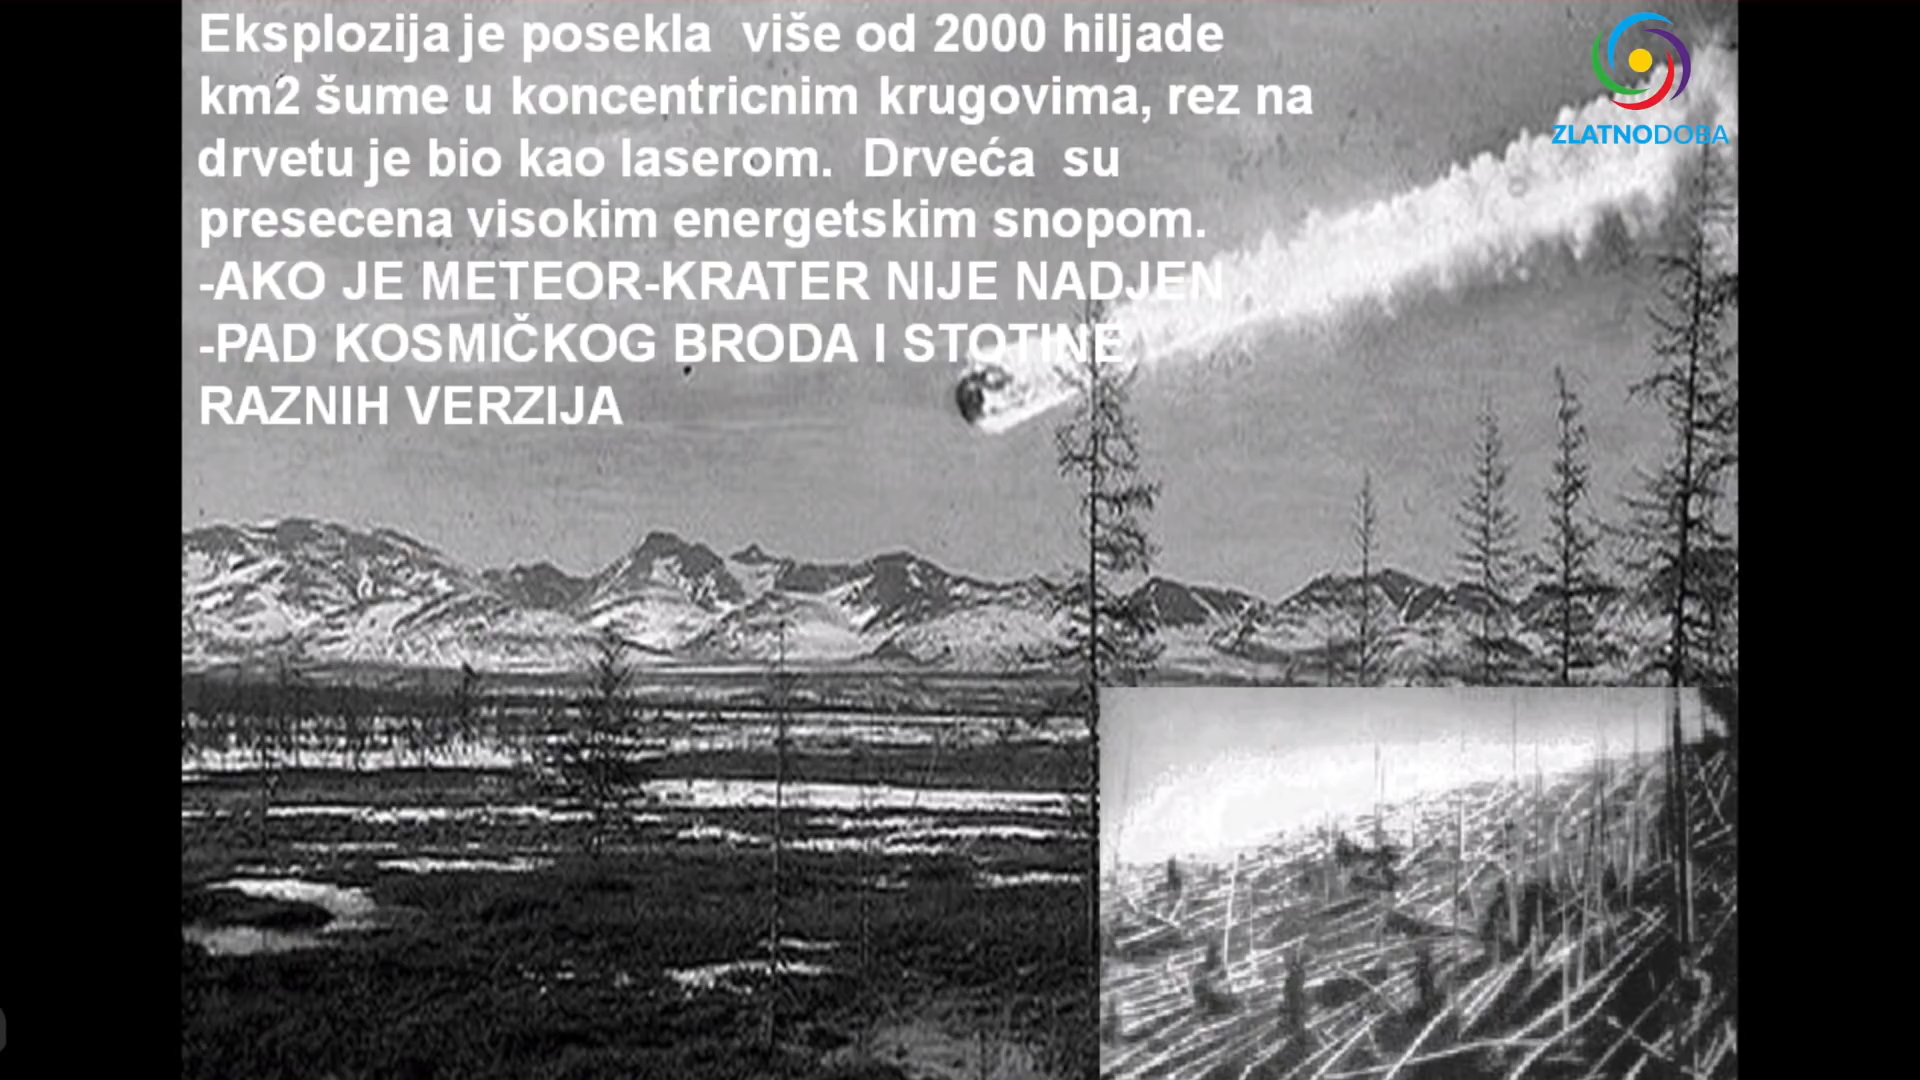 Eksplozija je posekla više od 2000 hiljade
km2 šume u koncentricnim krugovima, rez na
drvetu je bio kao laserom. Drveća su
presecena visokim energetskim snopom.
-AKO JE METEOR-KRATER NIJE NADJEN
-PAD KOSMIČKOG BRODA I STOTINE
RAZNIH VERZIJA
ZLATNODOBA